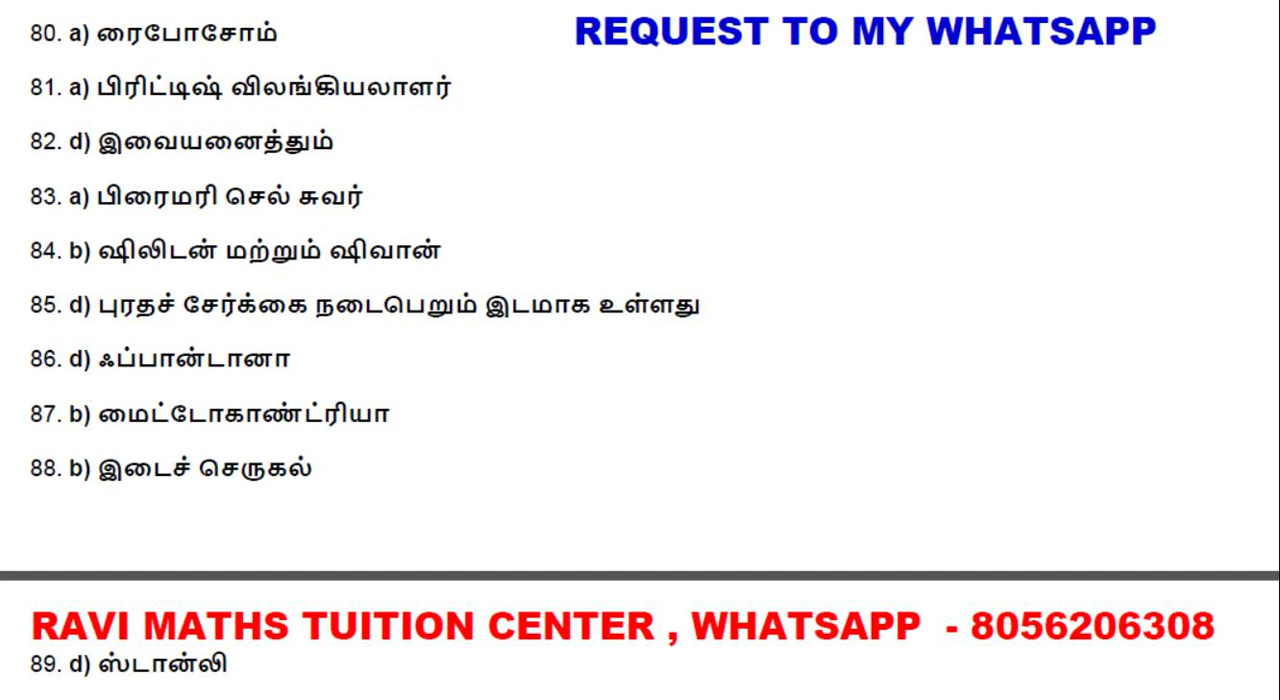 80. a) ரைபோசோம் REQUEST TO MY WHATSAPP
81. a) பிரிட்டிஷ் விலங்கியலாளர்
82. d) இவையனைத்தும்
83. a) பிரைமரி செல் சுவர்
84. b) ஷிலிடன் மற்றும் ஷிவான்
85. d) புரதச் சேர்க்கை நடைபெறும் இடமாக உள்ளது
86. d) ஃப்பான்டானா
87. b) மைட்டோகாண்ட்ரியா
88. b) இடைச் செருகல்
RAVI MATHS TUITION CENTER , WHATSAPP - 8056206308
89. d) ஸ்டான்லி